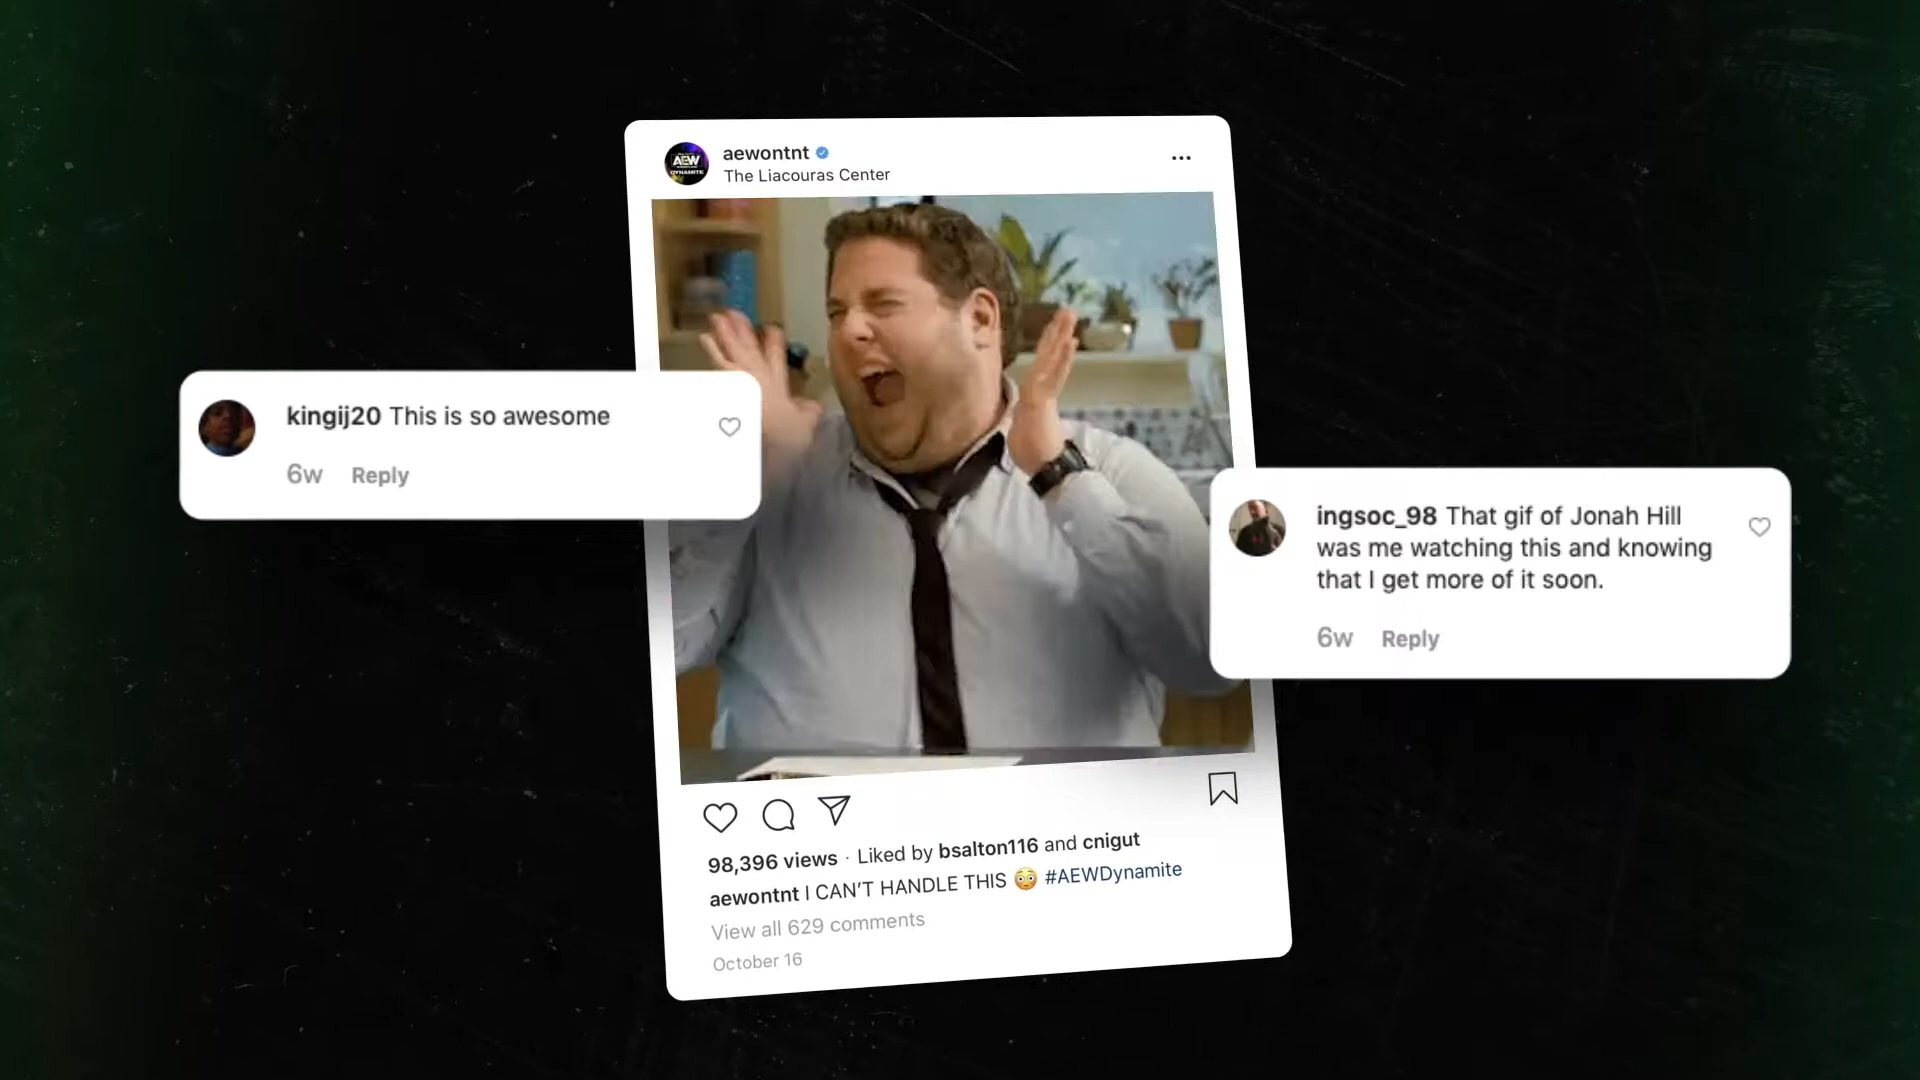 AEW
DYNAMITE
aewontnt
The Liacouras Center
kingij20 This is so awesome
6w Reply
ingsoc_98 That gif of Jonah Hill
was me watching this and knowing
that I get more of it soon.
6w Reply
98,396 views · Liked by bsalton116 and cnigut
aewontnt I CAN'T HANDLE THIS 😳 #AEWDynamite
View all 629 comments
October 16